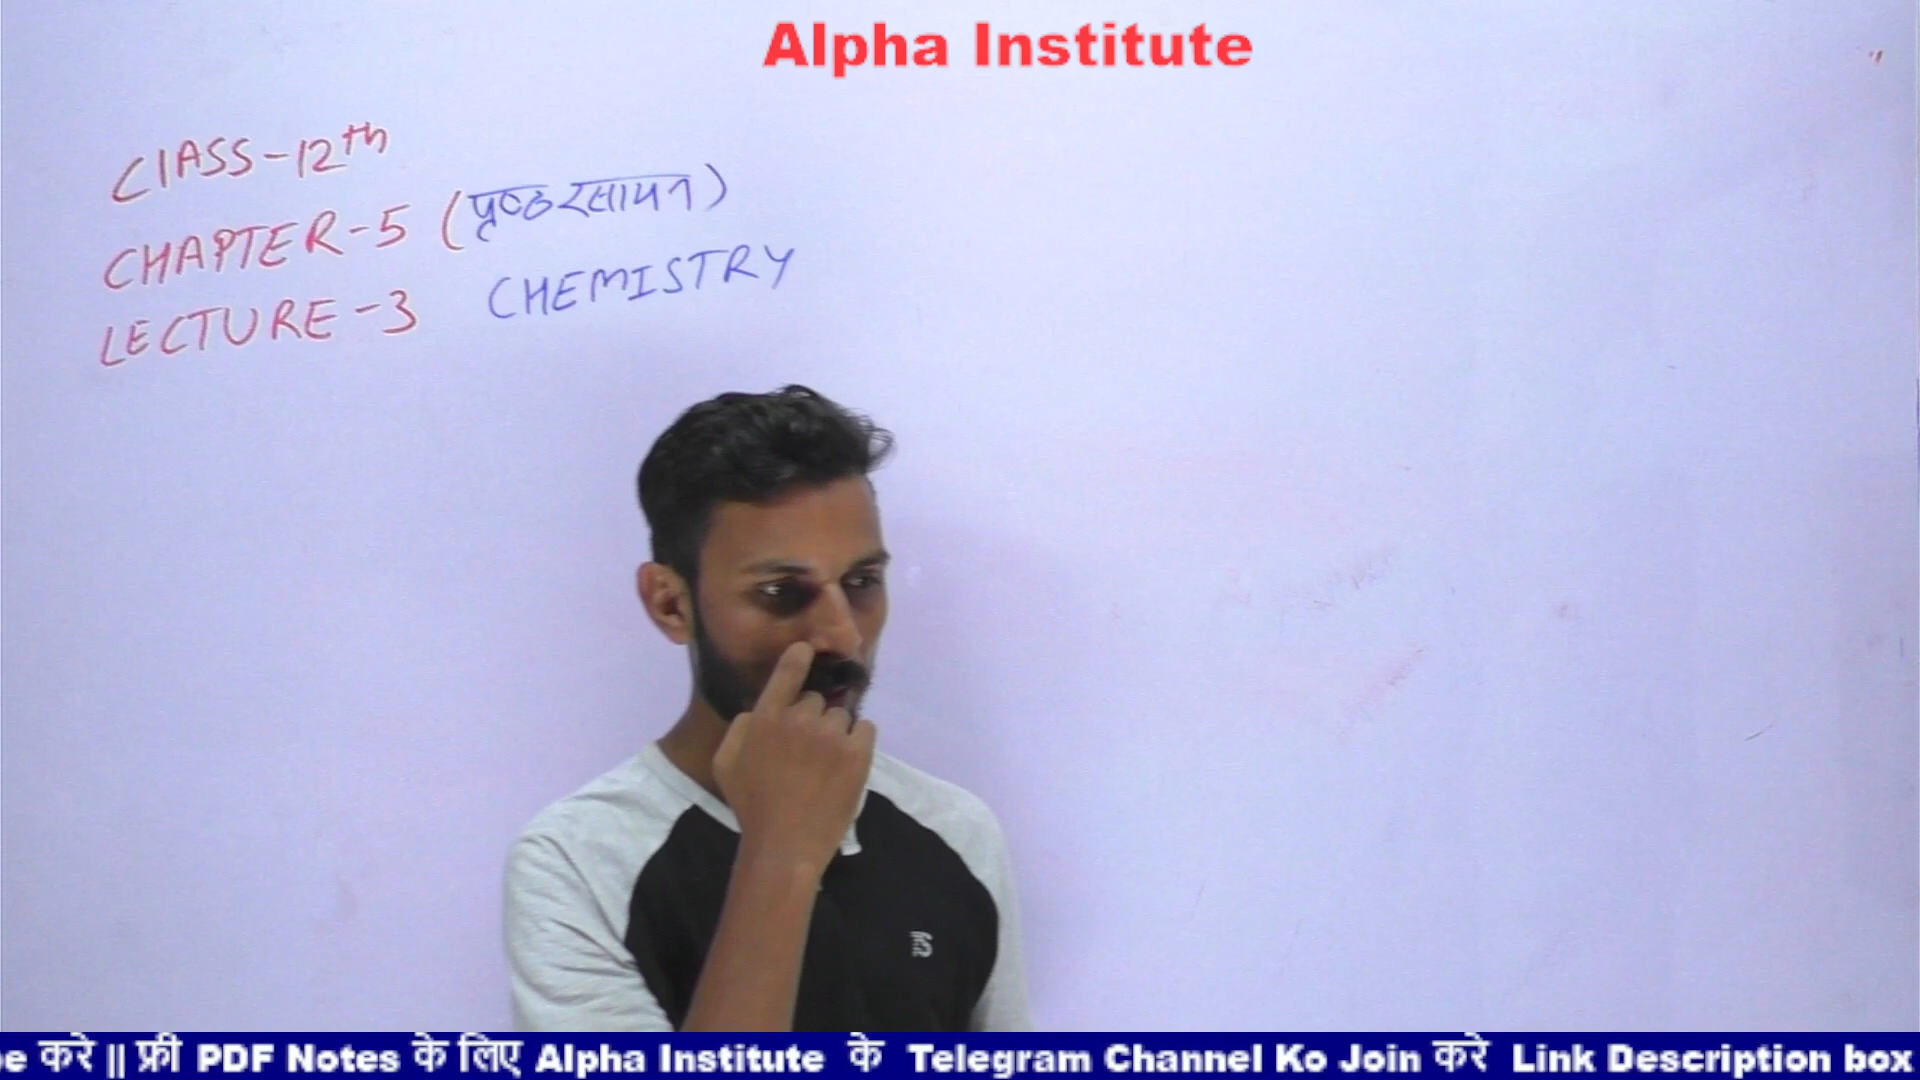 Alpha Institute
CLASS-12th
CHAPTER-5 (पृष्ठ रसायन)
LECTURE-3 CHEMISTRY
करे || फ्री PDF Notes के लिए Alpha Institute के Telegram Channel Ko Join करे Link Description box